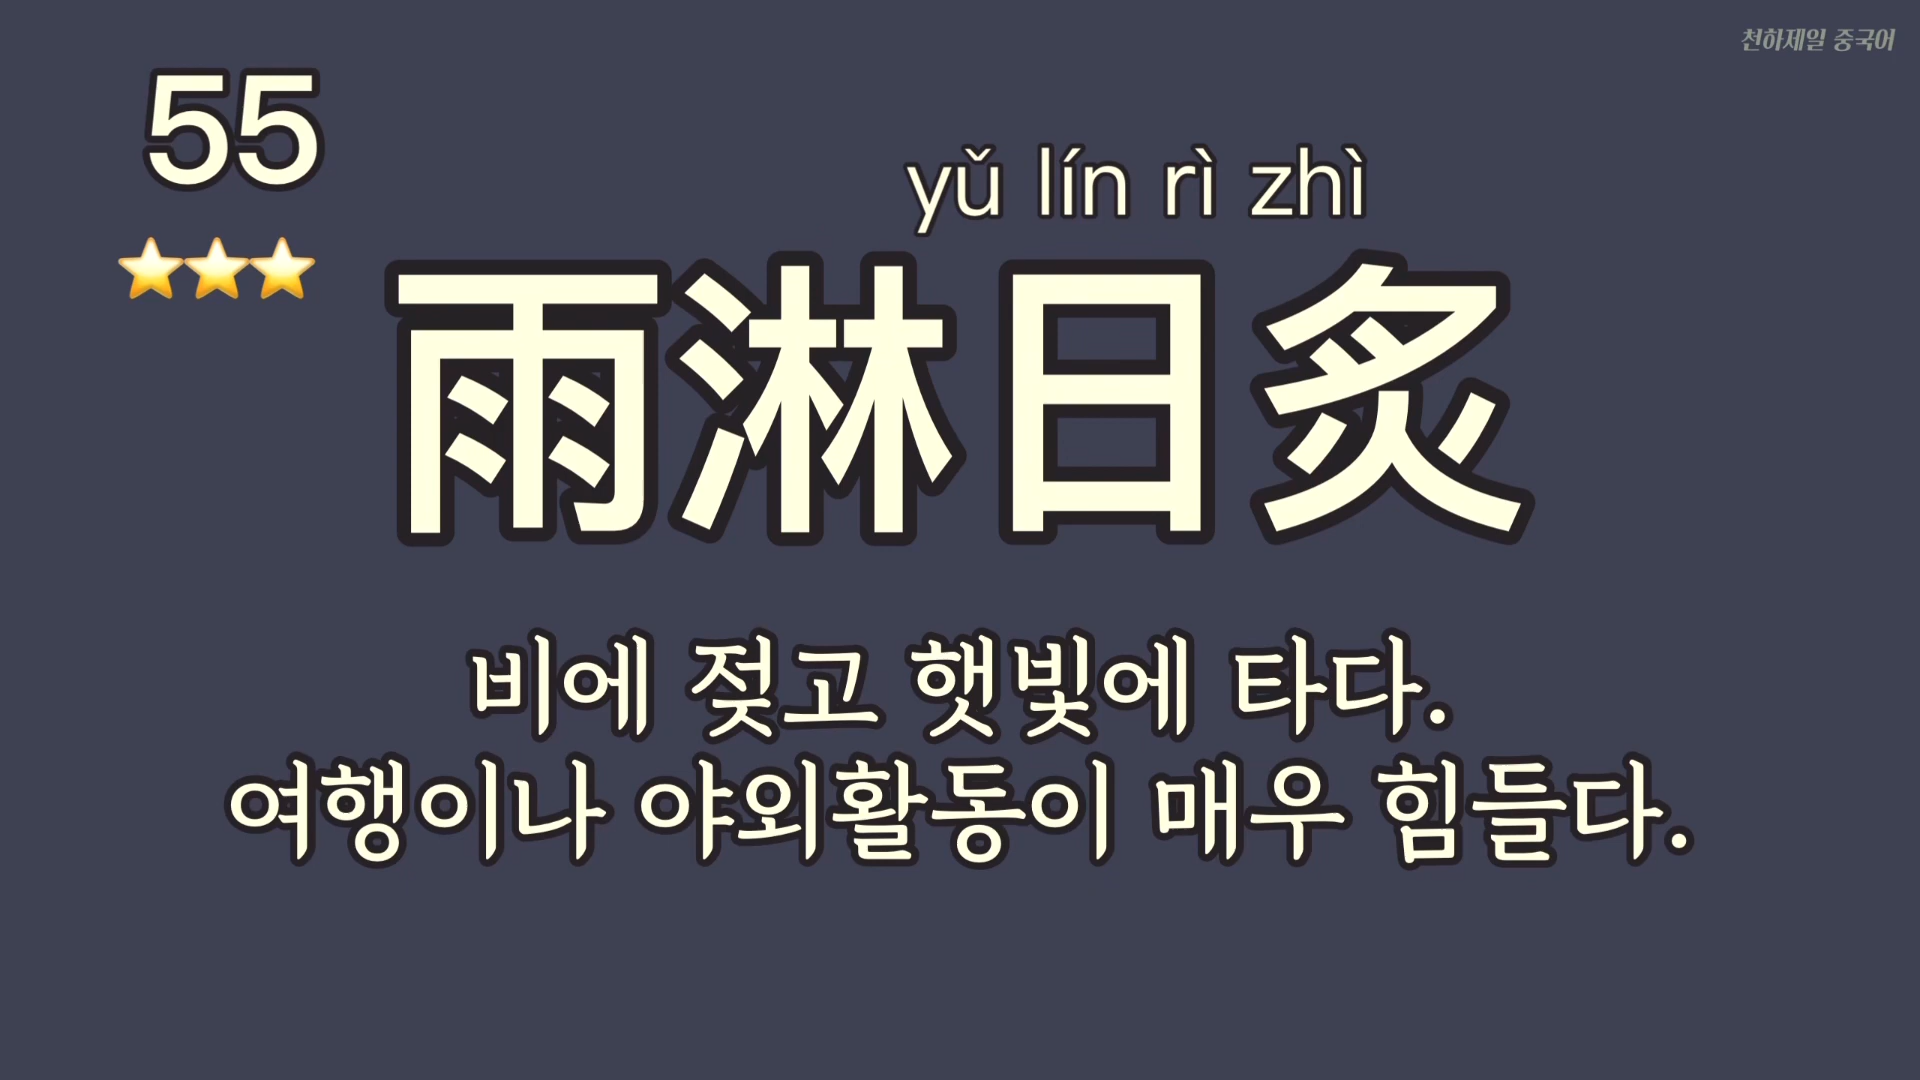 천하제일 중국어
55
yǔ lín rì zhì
⭐⭐⭐
雨淋日炙
비에 젖고 햇빛에 타다.
여행이나 야외활동이 매우 힘들다.